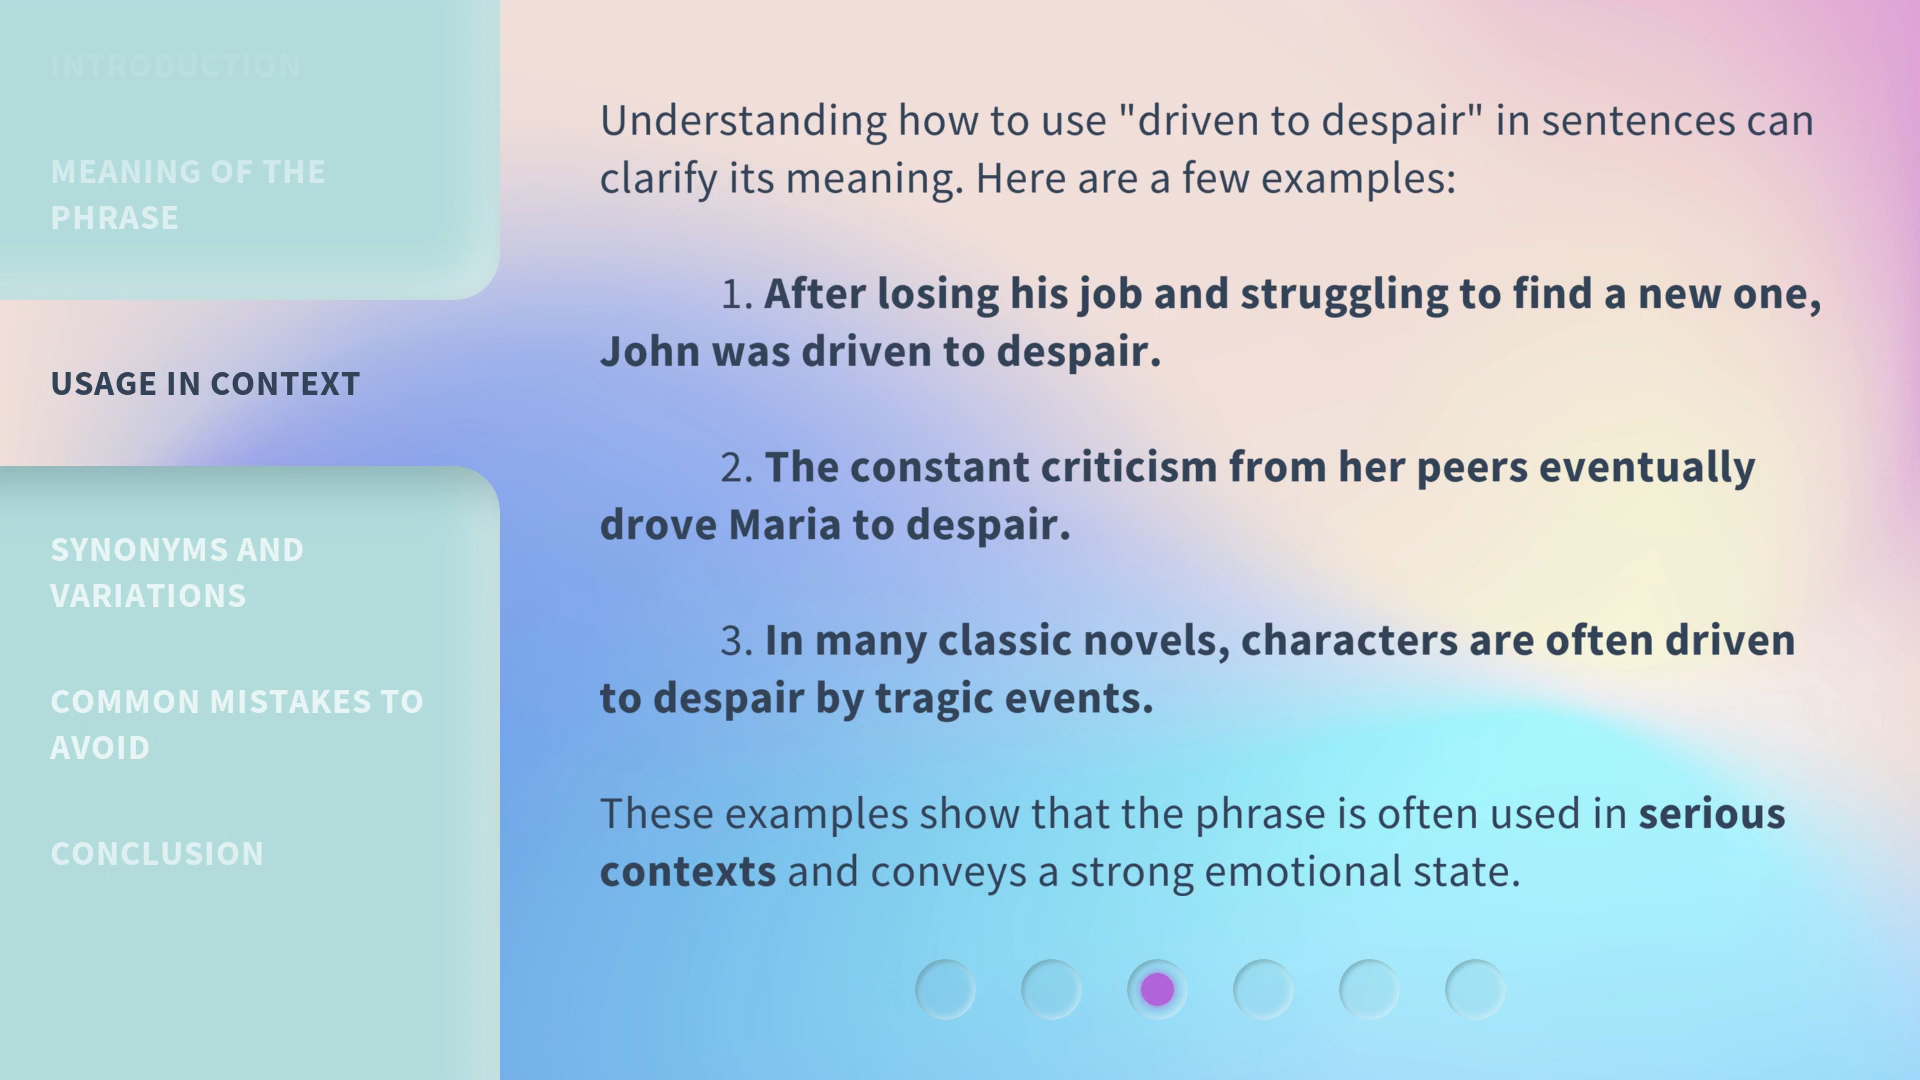 INTRODUCTION
MEANING OF THE
PHRASE
USAGE IN CONTEXT
SYNONYMS AND
VARIATIONS
COMMON MISTAKES TO
AVOID
CONCLUSION
Understanding how to use "driven to despair" in sentences can
clarify its meaning. Here are a few examples:
1. After losing his job and struggling to find a new one,
John was driven to despair.
2. The constant criticism from her peers eventually
drove Maria to despair.
3. In many classic novels, characters are often driven
to despair by tragic events.
These examples show that the phrase is often used in serious
contexts and conveys a strong emotional state.